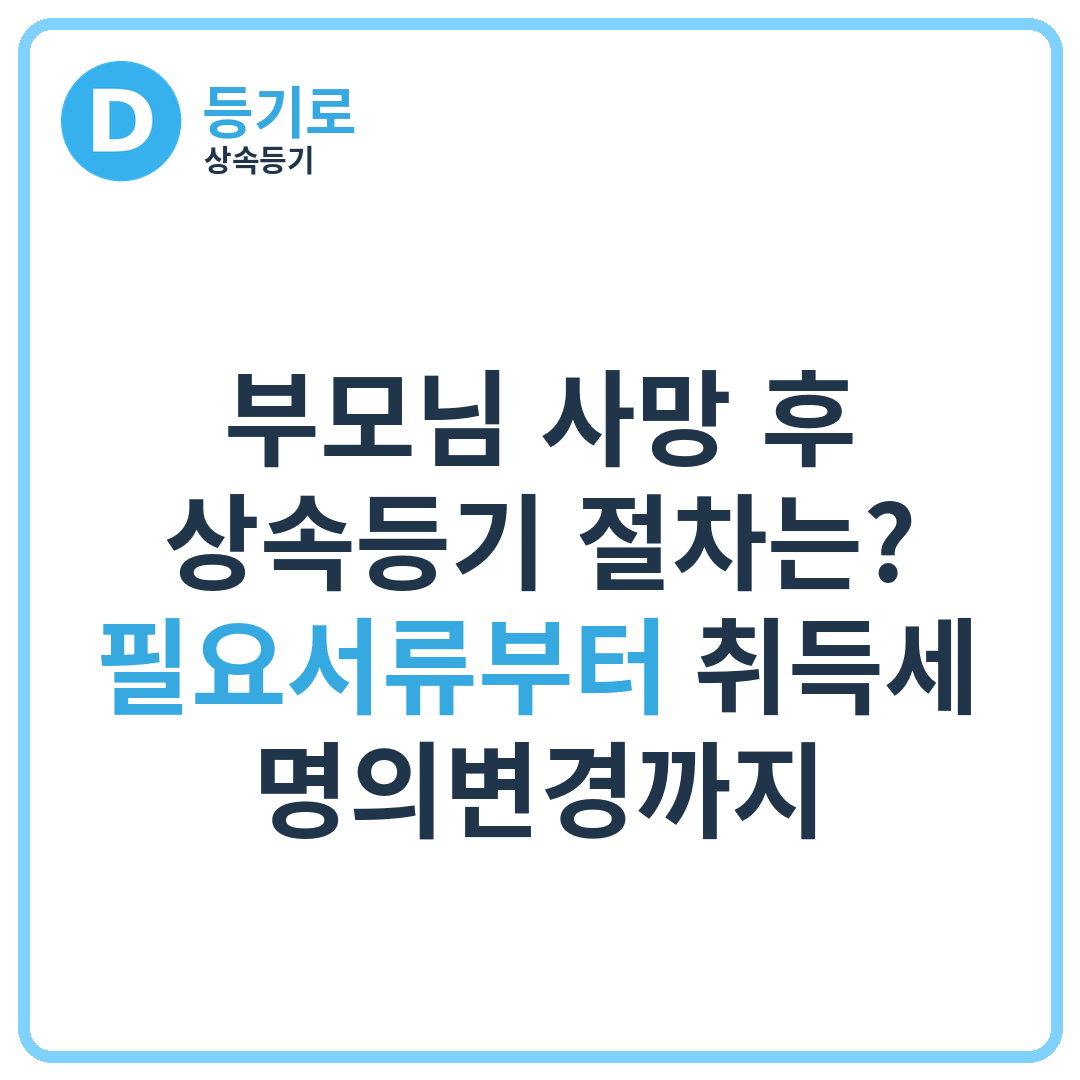 D
등기로
상속등기
부모님 사망 후
상속등기 절차는?
필요서류부터 취득세
명의변경까지